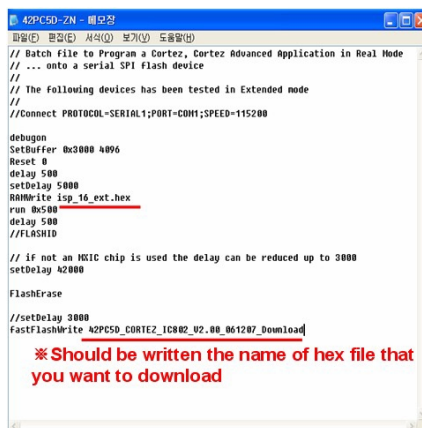 42PC5D-ZN - 메모장
파일(F) 편집(E) 서식(O) 보기(V) 도움말(H)
// Batch file to Program a Cortez, Cortez Advanced Application in Real Mode
// ... onto a serial SPI flash device
//
// The following devices has been tested in Extended mode
//
//Connect PROTOCOL=SERIAL1;PORT=COM1;SPEED=115200
debugon
SetBuffer 0x3000 4096
Reset 0
delay 500
setDelay 5000
RAMWrite isp_16_ext.hex
run 0x500
delay 500
//FLASHID
// if not an MXIC chip is used the delay can be reduced up to 3000
setDelay 42000
FlashErase
//setDelay 3000
fastFlashWrite 42PC5D_CORTEZ_IC802_V2.00_061207_Download
※Should be written the name of hex file that
you want to download